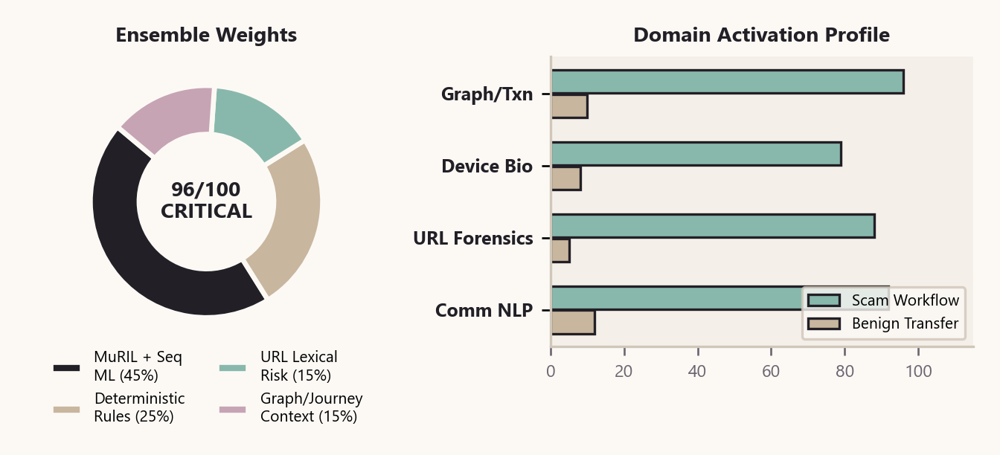 Ensemble Weights
96/100
CRITICAL
MuRIL + Seq
ML (45%)
Deterministic
Rules (25%)
URL Lexical
Risk (15%)
Graph/Journey
Context (15%)
Domain Activation Profile
Graph/Txn
Device Bio
URL Forensics
Comm NLP
Scam Workflow
Benign Transfer
0 20 40 60 80 100